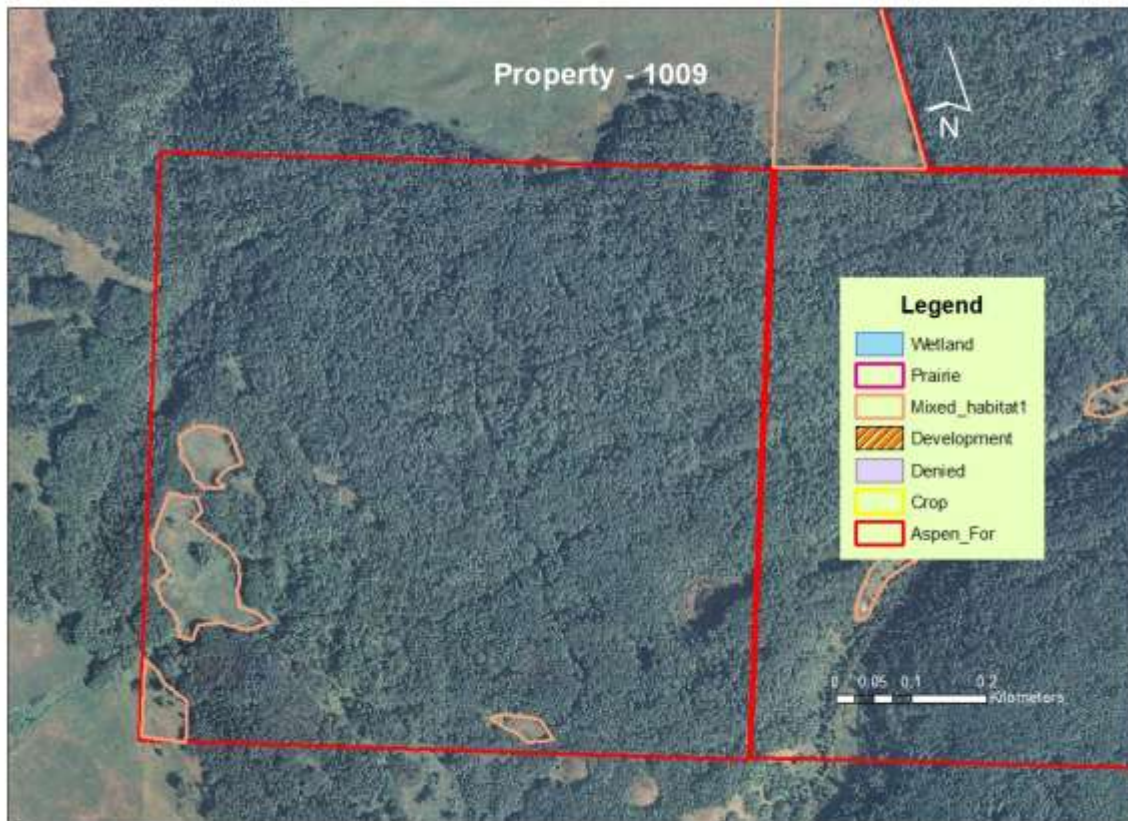 Property - 1009
N
Legend
Wetland
Prairie
Mixed_habitat1
Development
Denied
Crop
Aspen_For
0 0.05 0.1 0.2
Kilometers